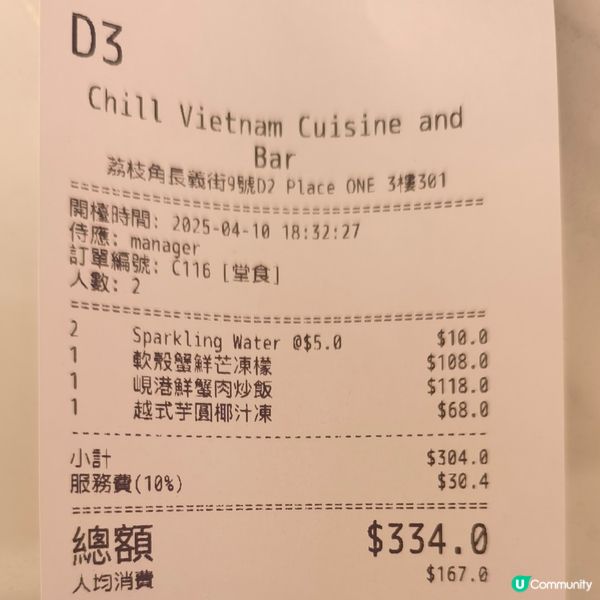 D3
Chill Vietnam Cuisine and
Bar
荔枝角長義街9號D2 Place ONE 3樓301
開檯時間: 2025-04-10 18:32:27
侍應: manager
訂單編號: C116 [堂食]
人數: 2
2 Sparkling Water @$5.0 $10.0
1 軟殼蟹鮮芒凍檬 $108.0
1 峴港鮮蟹肉炒飯 $118.0
1 越式芋圓椰汁凍 $68.0
小計 $304.0
服務費(10%) $30.4
總額 $334.0
人均消費 $167.0
U Community